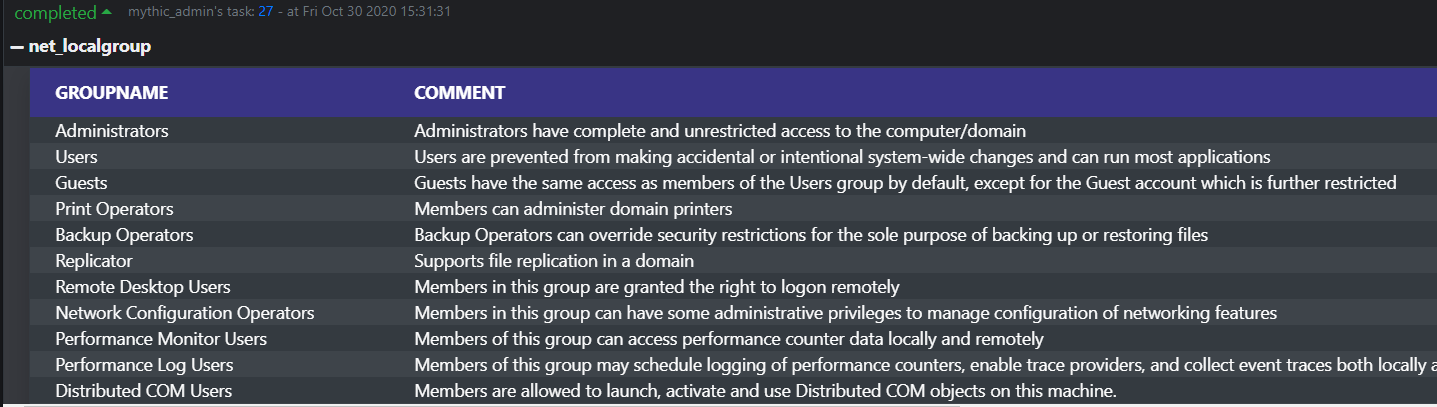 completed mythic_admin's task: 27 - at Fri Oct 30 2020 15:31:31
net_localgroup
GROUPNAME COMMENT
Administrators Administrators have complete and unrestricted access to the computer/domain
Users Users are prevented from making accidental or intentional system-wide changes and can run most applications
Guests Guests have the same access as members of the Users group by default, except for the Guest account which is further restricted
Print Operators Members can administer domain printers
Backup Operators Backup Operators can override security restrictions for the sole purpose of backing up or restoring files
Replicator Supports file replication in a domain
Remote Desktop Users Members in this group are granted the right to logon remotely
Network Configuration Operators Members in this group can have some administrative privileges to manage configuration of networking features
Performance Monitor Users Members of this group can access performance counter data locally and remotely
Performance Log Users Members of this group may schedule logging of performance counters, enable trace providers, and collect event traces both locally
Distributed COM Users Members are allowed to launch, activate and use Distributed COM objects on this machine.